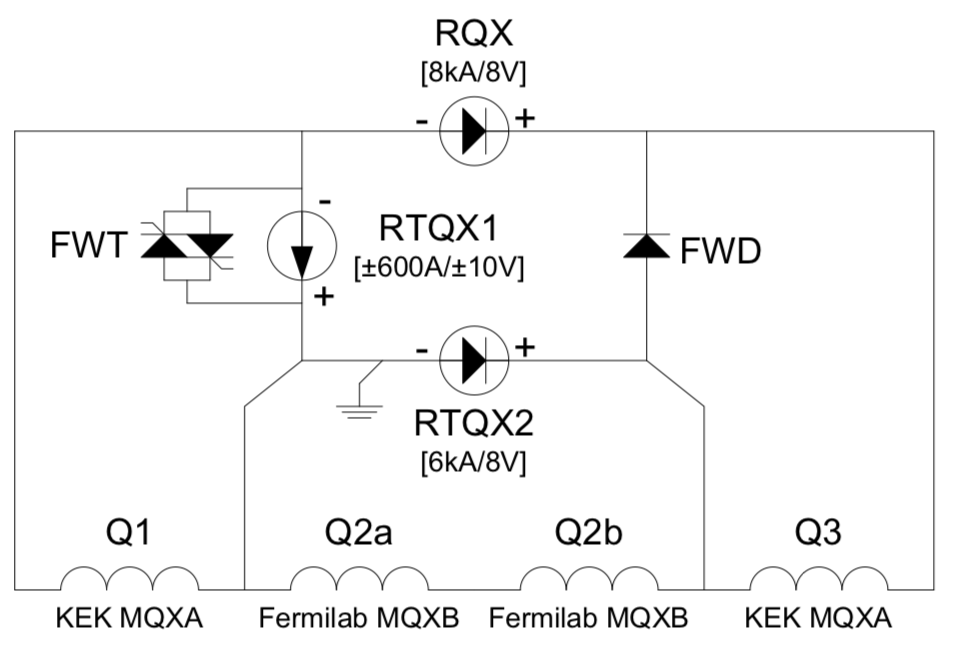 RQX
[8kA/8V]
- +
-
FWT
RTQX1
[±600A/±10V]
FWD
+
- +
RTQX2
[6kA/8V]
Q1 Q2a Q2b Q3
KEK MQXA Fermilab MQXB Fermilab MQXB KEK MQXA